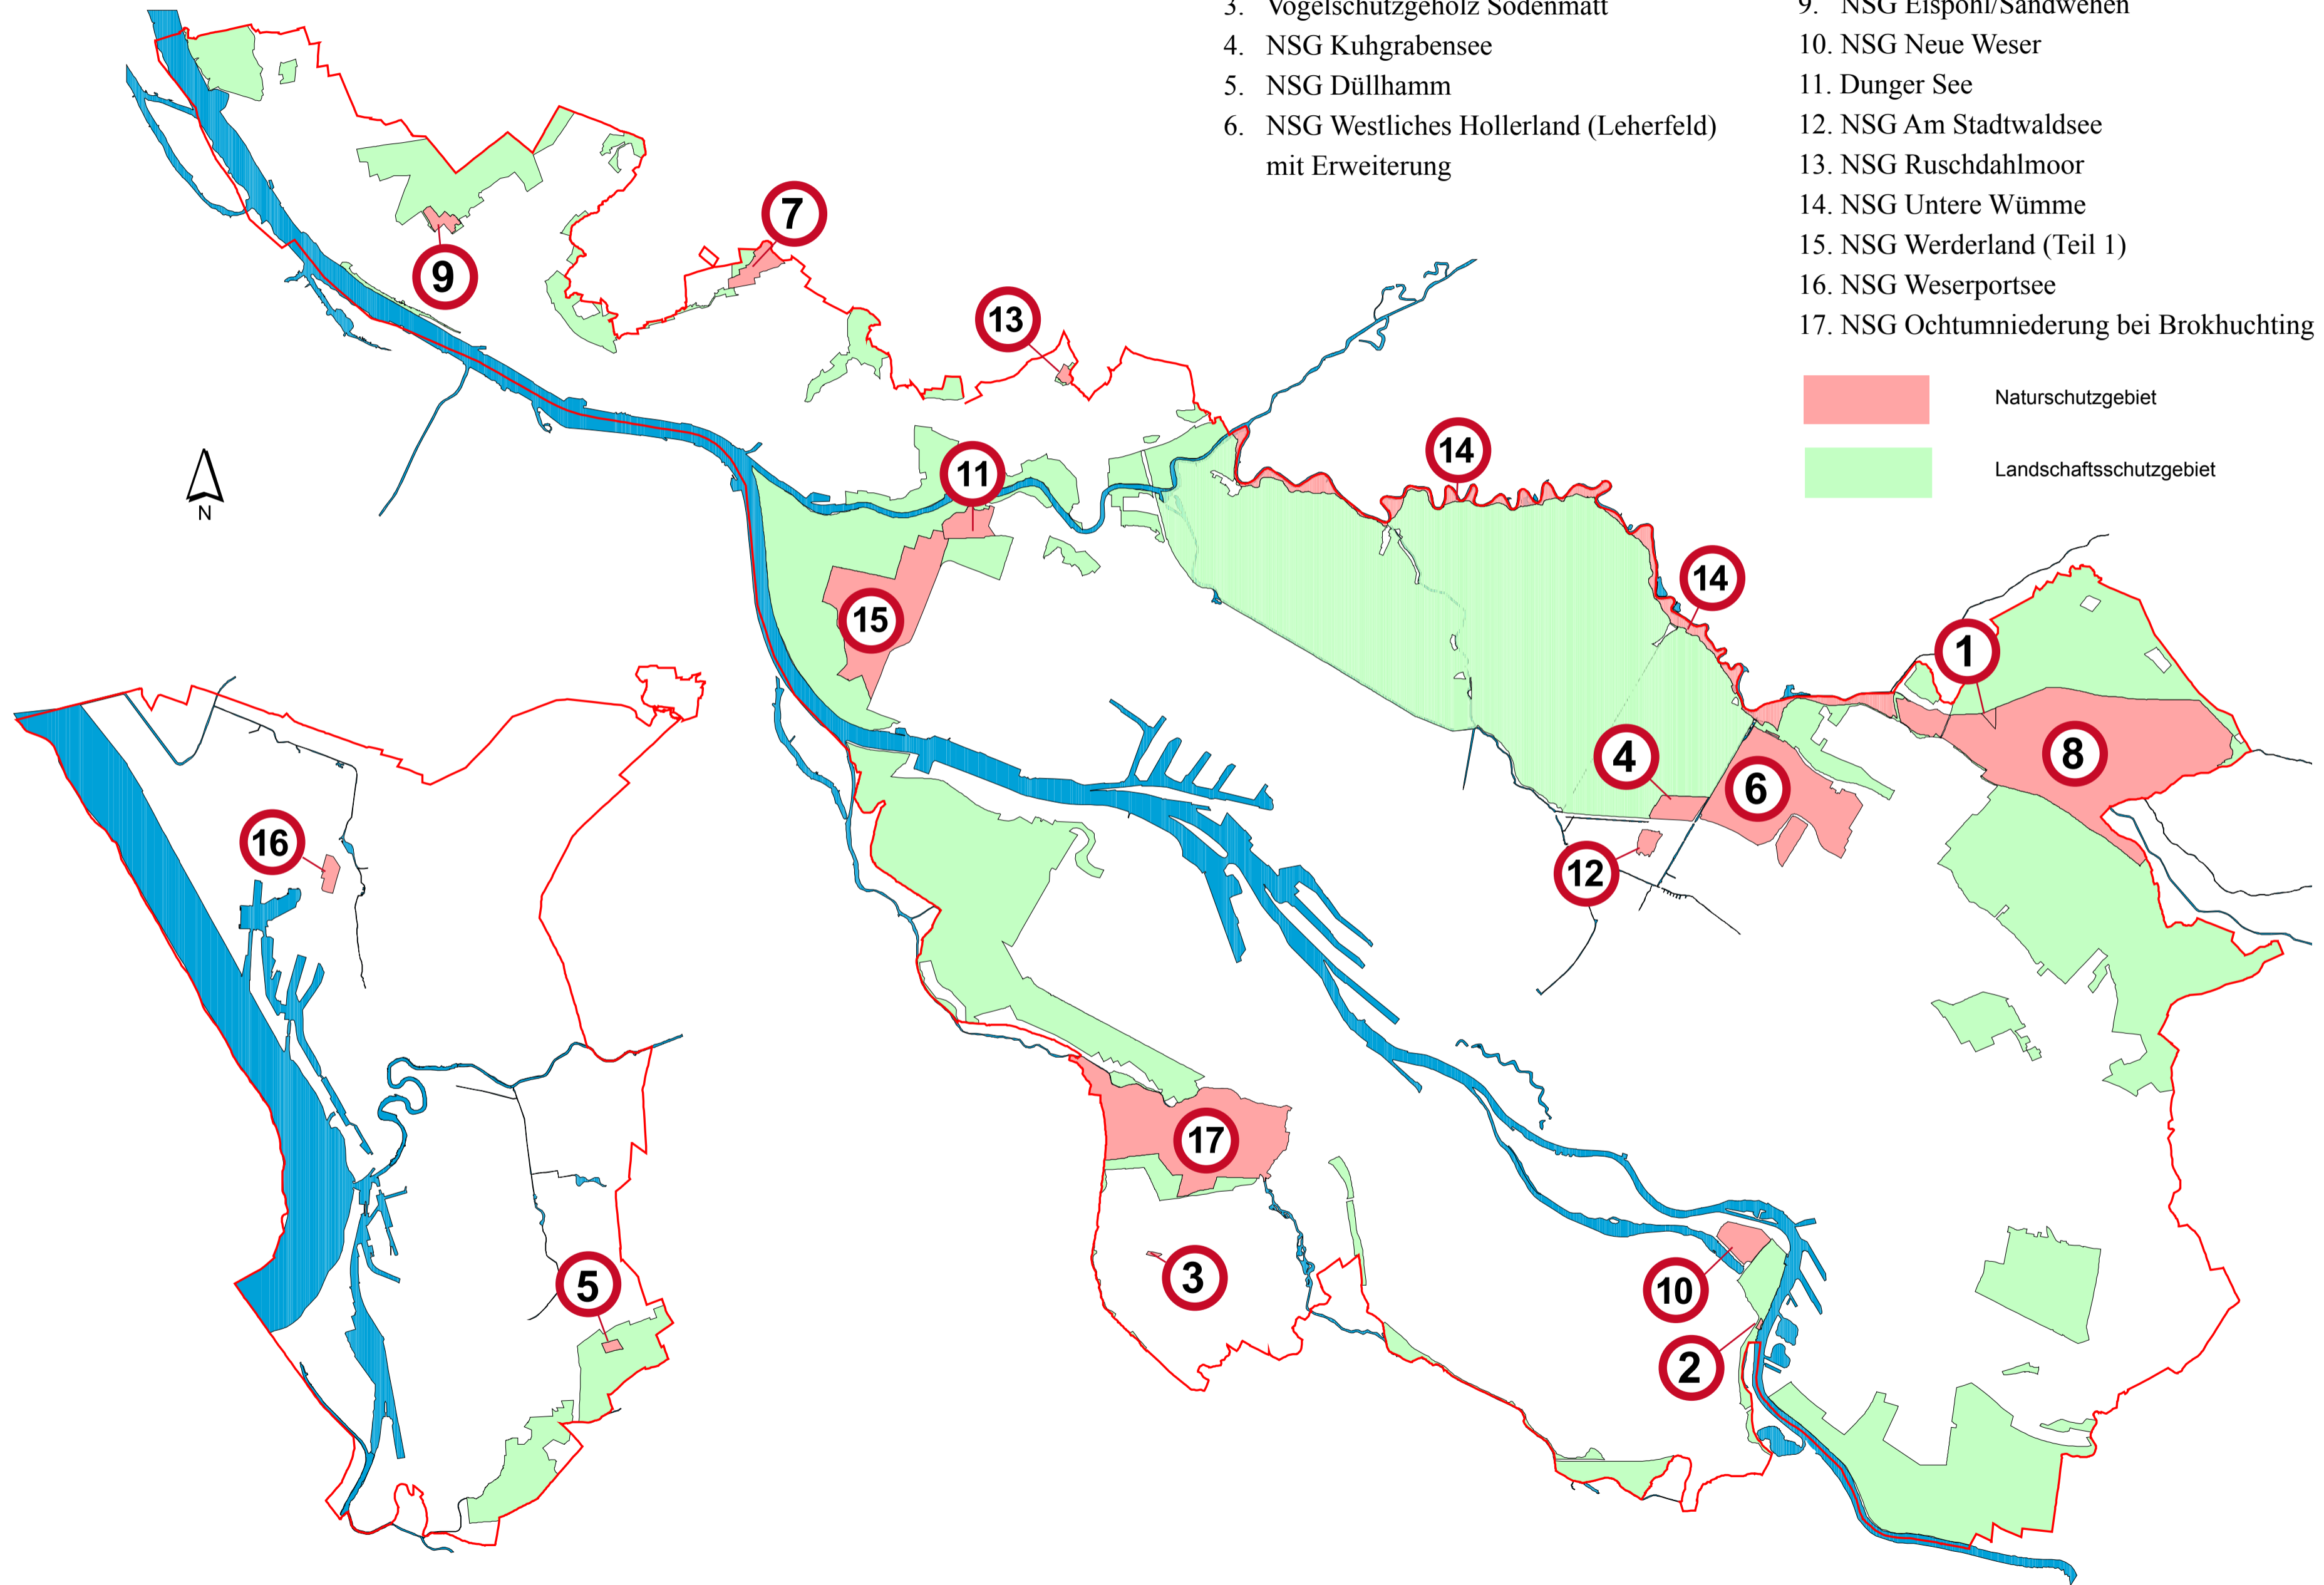 3. Vogelschutzgehölz Sodenmatt
4. NSG Kuhgrabensee
5. NSG Düllhamm
6. NSG Westliches Hollerland (Leherfeld)
mit Erweiterung
9. NSG Eispohl/Sandwehen
10. NSG Neue Weser
11. Dunger See
12. NSG Am Stadtwaldsee
13. NSG Ruschdahlmoor
14. NSG Untere Wümme
15. NSG Werderland (Teil 1)
16. NSG Weserportsee
17. NSG Ochtumniederung bei Brokhuchting
Naturschutzgebiet
Landschaftsschutzgebiet
7
9
13
14
11
N
14
15
1
4
8
6
16
12
17
3
5
10
2